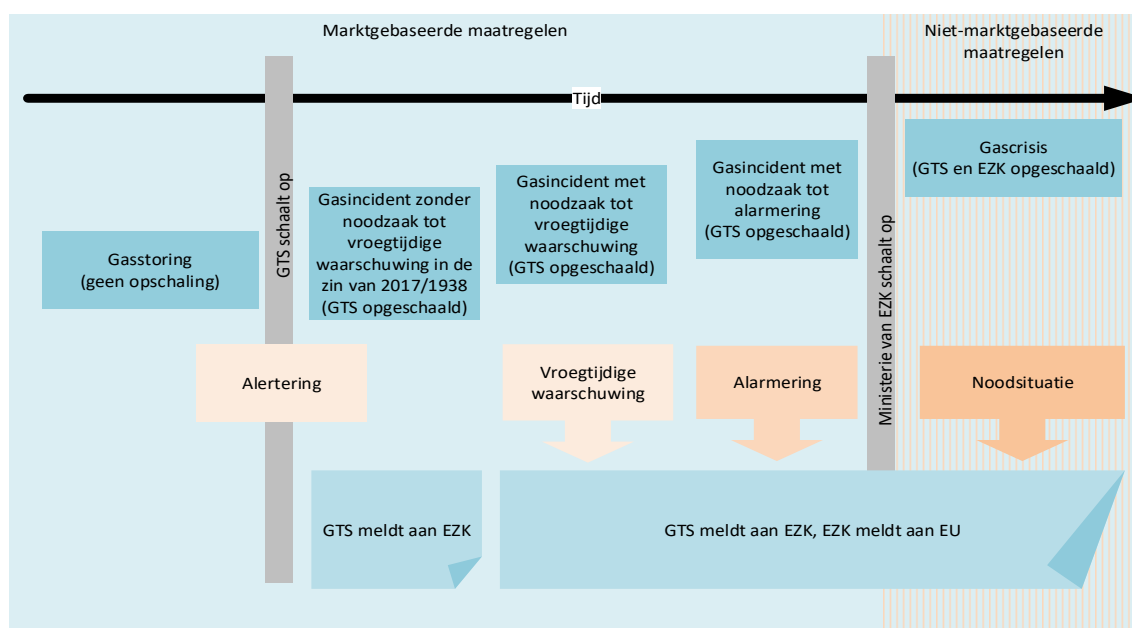 Marktgebaseerde maatregelen
Niet-marktgebaseerde
maatregelen
Tijd
GTS schaalt op
Ministerie van EZK schaalt op
Gasstoring
(geen opschaling)
Gasincident zonder
noodzaak tot
vroegtijdige
waarschuwing in de
zin van 2017/1938
(GTS opgeschaald)
Gasincident met
noodzaak tot
vroegtijdige
waarschuwing
(GTS opgeschaald)
Gasincident met
noodzaak tot
alarmering
(GTS opgeschaald)
Gascrisis
(GTS en EZK opgeschaald)
Alertering
Vroegtijdige
waarschuwing
Alarmering
Noodsituatie
GTS meldt aan EZK
GTS meldt aan EZK, EZK meldt aan EU